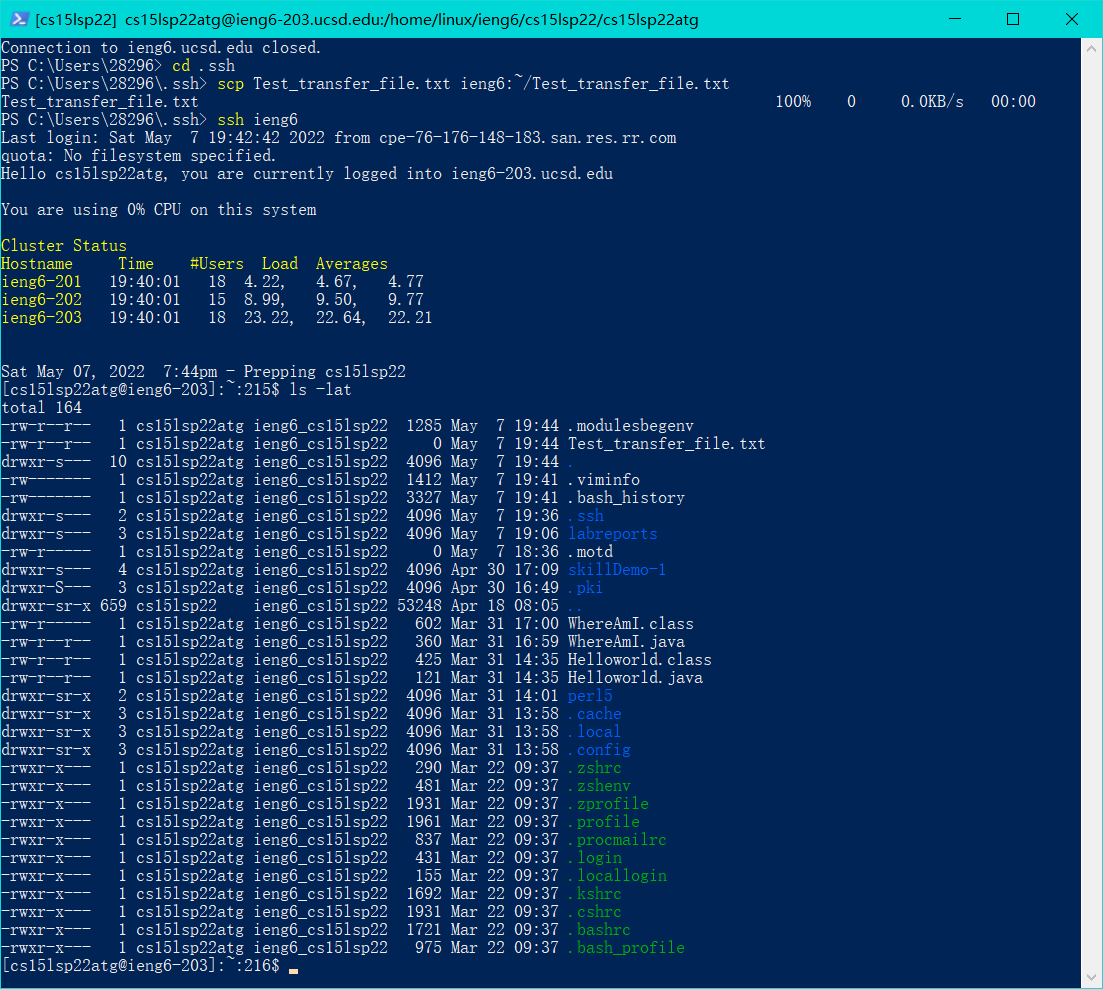 [cs15lsp22] cs15lsp22atg@ieng6-203.ucsd.edu:/home/linux/ieng6/cs15lsp22/cs15lsp22atg
Connection to ieng6.ucsd.edu closed.
PS C:\Users\28296> cd .ssh
PS C:\Users\28296\.ssh> scp Test_transfer_file.txt ieng6:~/Test_transfer_file.txt
Test_transfer_file.txt 100% 0 0.0KB/s 00:00
PS C:\Users\28296\.ssh> ssh ieng6
Last login: Sat May  7 19:42:42 2022 from cpe-76-176-148-183.san.res.rr.com
quota: No filesystem specified.
Hello cs15lsp22atg, you are currently logged into ieng6-203.ucsd.edu
You are using 0% CPU on this system
Cluster Status
Hostname     Time    #Users  Load  Averages
ieng6-201   19:40:01   18  4.22,   4.67,   4.77
ieng6-202   19:40:01   15  8.99,   9.50,   9.77
ieng6-203   19:40:01   18  23.22,  22.64,  22.21
Sat May 07, 2022  7:44pm - Prepping cs15lsp22
[cs15lsp22atg@ieng6-203]:~:215$ ls -lat
total 164
-rw-r--r--   1 cs15lsp22atg ieng6_cs15lsp22  1285 May  7 19:44 .modulesbegenv
-rw-r--r--   1 cs15lsp22atg ieng6_cs15lsp22     0 May  7 19:44 Test_transfer_file.txt
drwxr-s---  10 cs15lsp22atg ieng6_cs15lsp22  4096 May  7 19:44 .
-rw-------   1 cs15lsp22atg ieng6_cs15lsp22  1412 May  7 19:41 .viminfo
-rw-------   1 cs15lsp22atg ieng6_cs15lsp22  3327 May  7 19:41 .bash_history
drwxr-s---   2 cs15lsp22atg ieng6_cs15lsp22  4096 May  7 19:36 .ssh
drwxr-s---   3 cs15lsp22atg ieng6_cs15lsp22  4096 May  7 19:06 labreports
-rw-r-----   1 cs15lsp22atg ieng6_cs15lsp22     0 May  7 18:36 .motd
drwxr-s---   4 cs15lsp22atg ieng6_cs15lsp22  4096 Apr 30 17:09 skillDemo-1
drwxr-S---   3 cs15lsp22atg ieng6_cs15lsp22  4096 Apr 30 16:49 .pki
drwxr-sr-x 659 cs15lsp22    ieng6_cs15lsp22 53248 Apr 18 08:05 ..
-rw-r-----   1 cs15lsp22atg ieng6_cs15lsp22   602 Mar 31 17:00 WhereAmI.class
-rw-r--r--   1 cs15lsp22atg ieng6_cs15lsp22   360 Mar 31 16:59 WhereAmI.java
-rw-r--r--   1 cs15lsp22atg ieng6_cs15lsp22   425 Mar 31 14:35 Helloworld.class
-rw-r--r--   1 cs15lsp22atg ieng6_cs15lsp22   121 Mar 31 14:35 Helloworld.java
drwxr-sr-x   2 cs15lsp22atg ieng6_cs15lsp22  4096 Mar 31 14:01 perl5
drwxr-sr-x   3 cs15lsp22atg ieng6_cs15lsp22  4096 Mar 31 13:58 .cache
drwxr-sr-x   3 cs15lsp22atg ieng6_cs15lsp22  4096 Mar 31 13:58 .local
drwxr-sr-x   3 cs15lsp22atg ieng6_cs15lsp22  4096 Mar 31 13:58 .config
-rwxr-x---   1 cs15lsp22atg ieng6_cs15lsp22   290 Mar 22 09:37 .zshrc
-rwxr-x---   1 cs15lsp22atg ieng6_cs15lsp22   481 Mar 22 09:37 .zshenv
-rwxr-x---   1 cs15lsp22atg ieng6_cs15lsp22  1931 Mar 22 09:37 .zprofile
-rwxr-x---   1 cs15lsp22atg ieng6_cs15lsp22  1961 Mar 22 09:37 .profile
-rwxr-x---   1 cs15lsp22atg ieng6_cs15lsp22   837 Mar 22 09:37 .procmailrc
-rwxr-x---   1 cs15lsp22atg ieng6_cs15lsp22   431 Mar 22 09:37 .login
-rwxr-x---   1 cs15lsp22atg ieng6_cs15lsp22   155 Mar 22 09:37 .locallogin
-rwxr-x---   1 cs15lsp22atg ieng6_cs15lsp22  1692 Mar 22 09:37 .kshrc
-rwxr-x---   1 cs15lsp22atg ieng6_cs15lsp22  1931 Mar 22 09:37 .cshrc
-rwxr-x---   1 cs15lsp22atg ieng6_cs15lsp22  1721 Mar 22 09:37 .bashrc
-rwxr-x---   1 cs15lsp22atg ieng6_cs15lsp22   975 Mar 22 09:37 .bash_profile
[cs15lsp22atg@ieng6-203]:~:216$